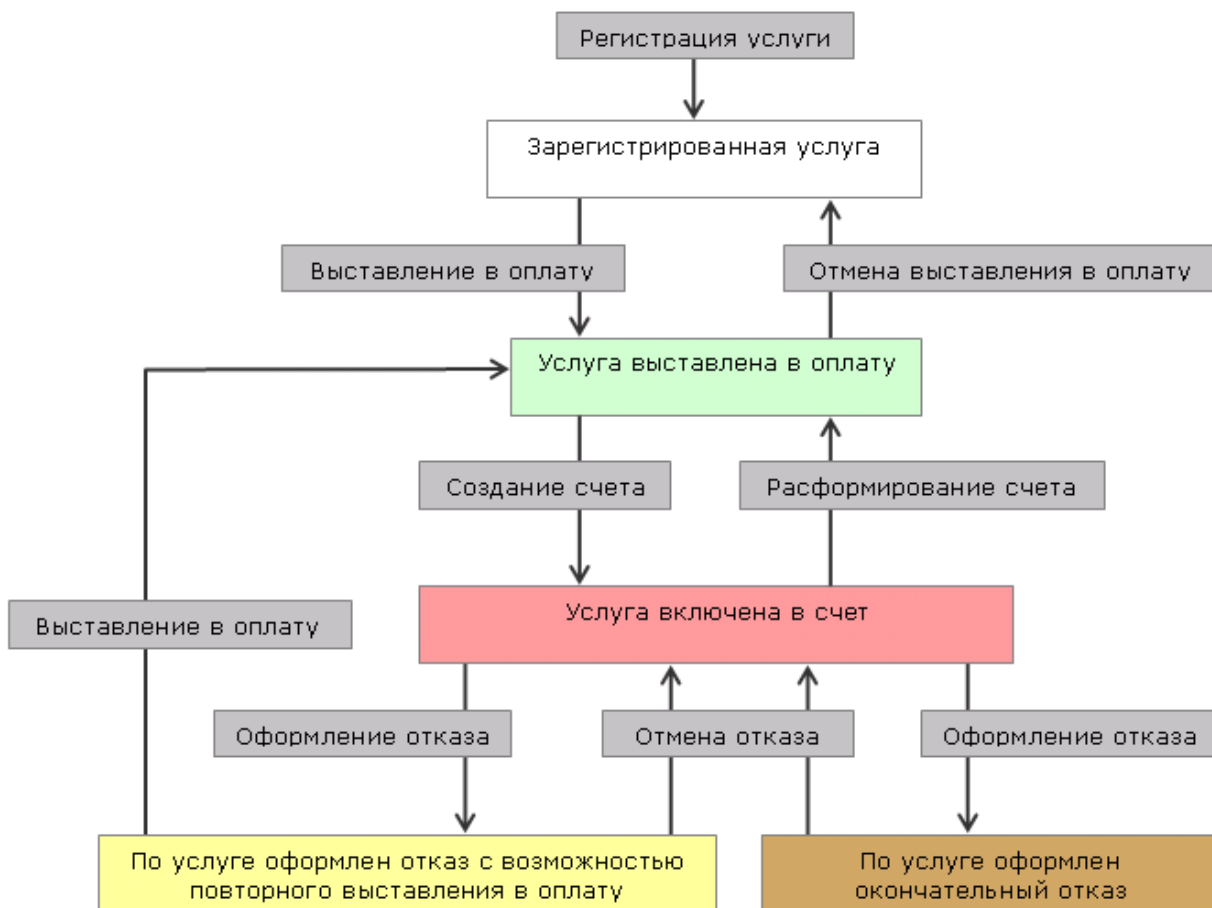 Регистрация услуги
Зарегистрированная услуга
Выставление в оплату
Отмена выставления в оплату
Услуга выставлена в оплату
Создание счета
Расформирование счета
Услуга включена в счет
Выставление в оплату
Оформление отказа
Отмена отказа
Оформление отказа
По услуге оформлен отказ с возможностью
повторного выставления в оплату
По услуге оформлен
окончательный отказ